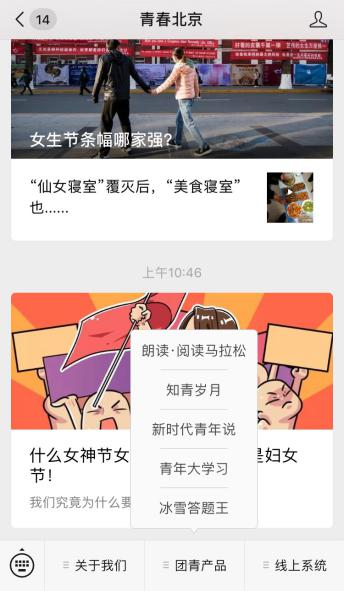 14
青春北京
女生节条幅哪家强？
“仙女寝室”覆灭后，“美食寝室”
也......
上午10:46
朗读·阅读马拉松
知青岁月
新时代青年说
青年大学习
冰雪答题王
什么女神节女
是妇女
节！
我们究竟为什么要
关于我们
团青产品
线上系统